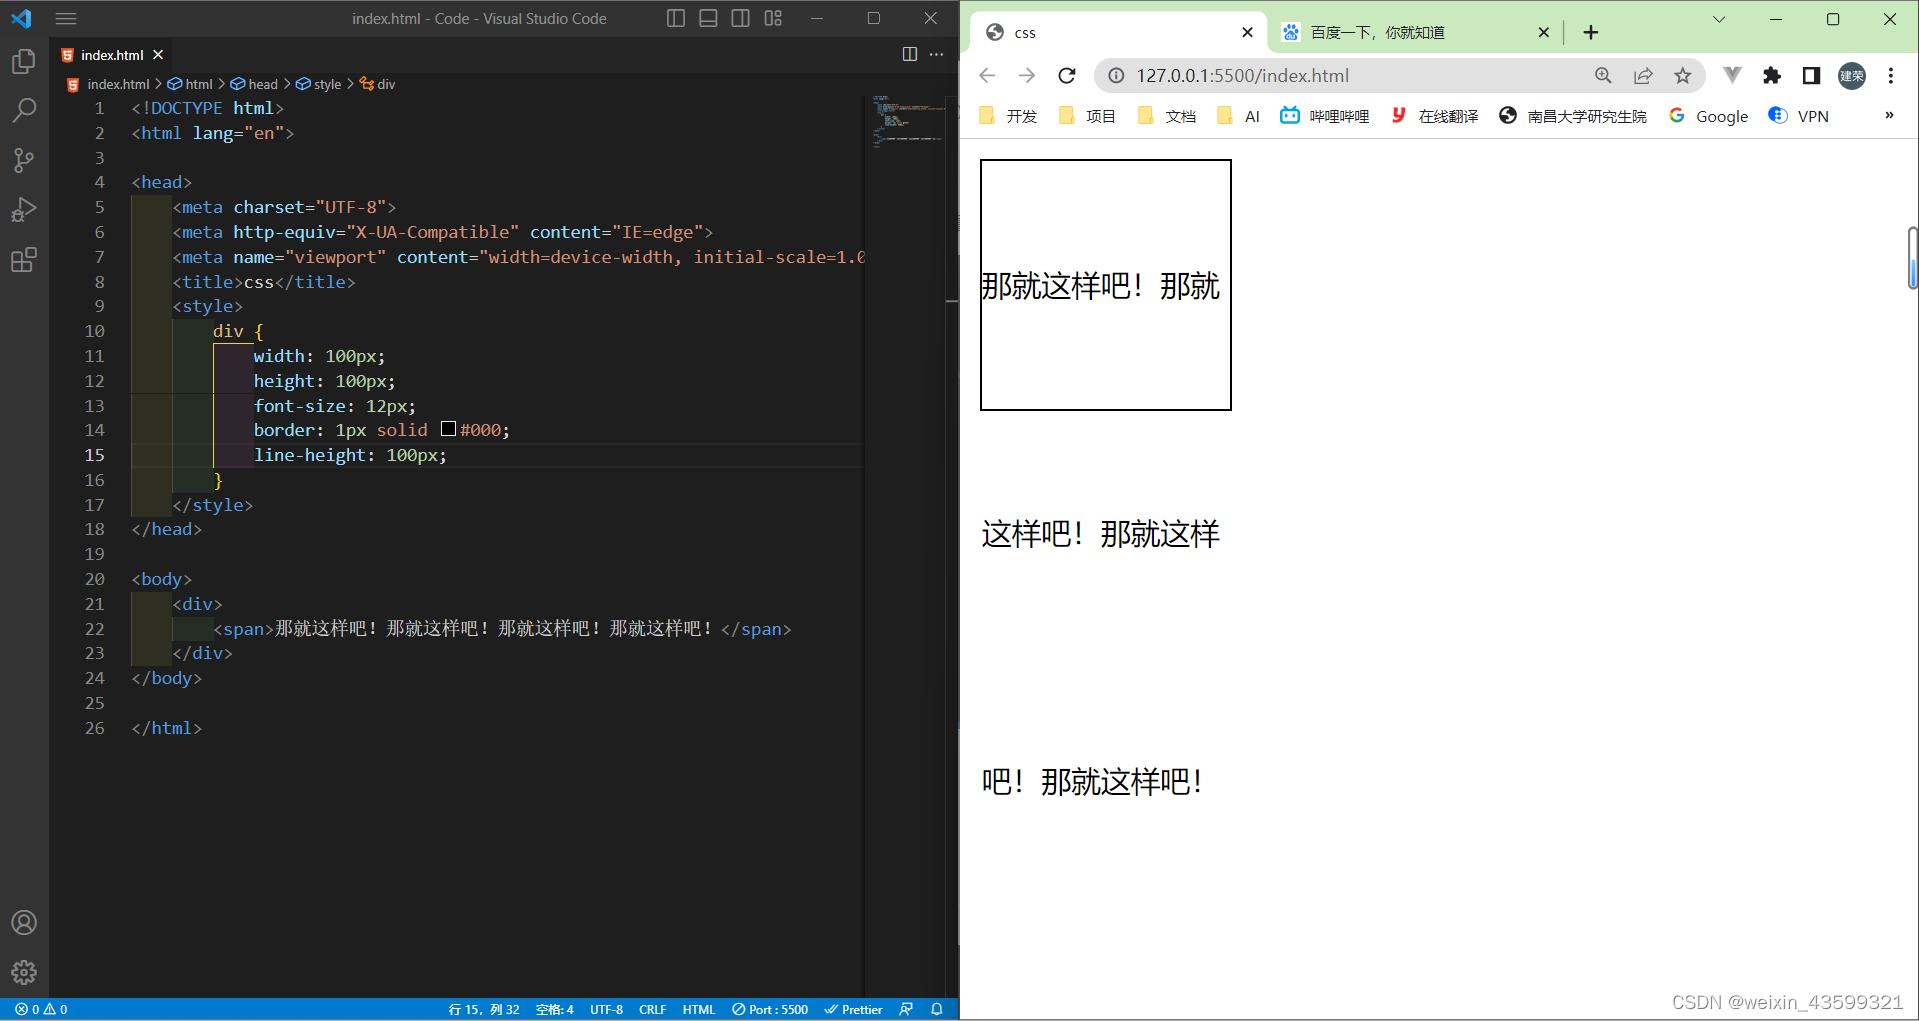 index.html - Code - Visual Studio Code
index.html
index.html > html > head > style > div
1 <!DOCTYPE html>
2 <html lang="en">
3
4 <head>
5 <meta charset="UTF-8">
6 <meta http-equiv="X-UA-Compatible" content="IE=edge">
7 <meta name="viewport" content="width=device-width, initial-scale=1.0
8 <title>css</title>
9 <style>
10 div {
11 width: 100px;
12 height: 100px;
13 font-size: 12px;
14 border: 1px solid #000;
15 line-height: 100px;
16 }
17 </style>
18 </head>
19
20 <body>
21 <div>
22 <span>那就这样吧！那就这样吧！那就这样吧！那就这样吧！</span>
23 </div>
24 </body>
25
26 </html>
0 0 行 15，列 32 空格: 4 UTF-8 CRLF HTML Port : 5500 Prettier
css 百度一下，你就知道
127.0.0.1:5500/index.html 建荣
开发 项目 文档 AI 哔哩哔哩 在线翻译 南昌大学研究生院 Google VPN »
那就这样吧！那就
这样吧！那就这样
吧！那就这样吧！
CSDN @weixin_43599321